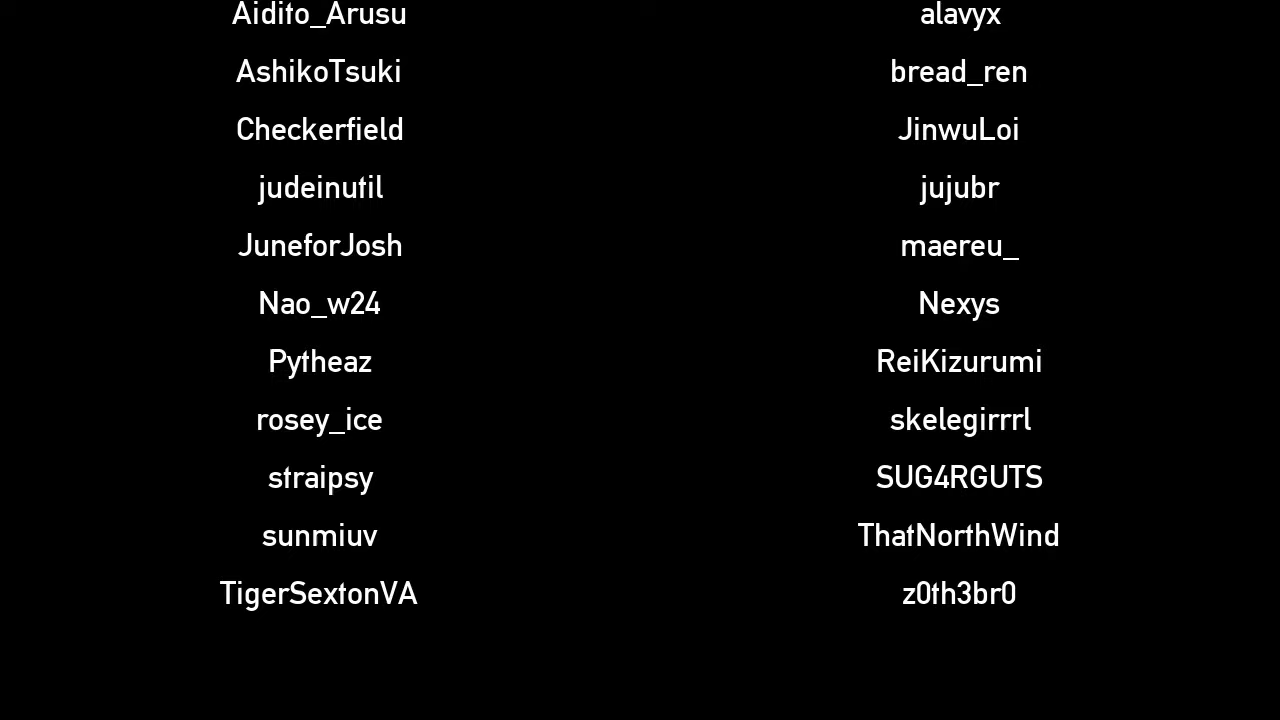 Aidito_Arusu alavyx
AshikoTsuki bread_ren
Checkerfield JinwuLoi
judeinutil jujubr
JuneforJosh maereu_
Nao_w24 Nexys
Pytheaz ReiKizurumi
rosey_ice skelegirrrl
straipsy SUG4RGUTS
sunmiuv ThatNorthWind
TigerSextonVA z0th3br0